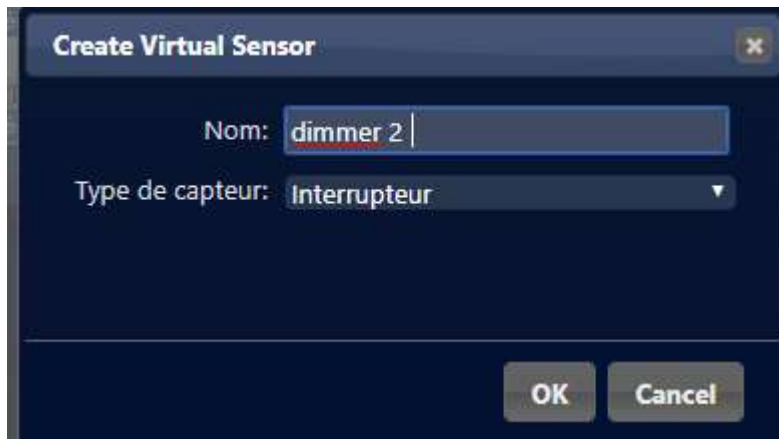 Create Virtual Sensor
Nom: dimmer 2
Type de capteur: Interrupteur
OK Cancel